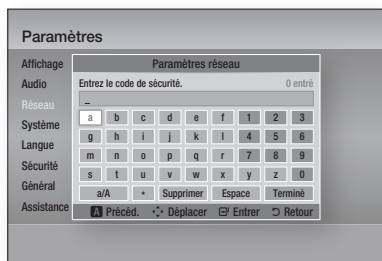 Paramètres
Affichage
Audio
Réseau
Système
Langue
Sécurité
Général
Assistance
Paramètres réseau
Entrez le code de sécurité. 0 entré
_
a b c d e f 1 2 3
g h i j k l 4 5 6
m n o p q r 7 8 9
s t u v w x y z 0
a/A * Supprimer Espace Terminé
A Précéd. Déplacer Entrer Retour